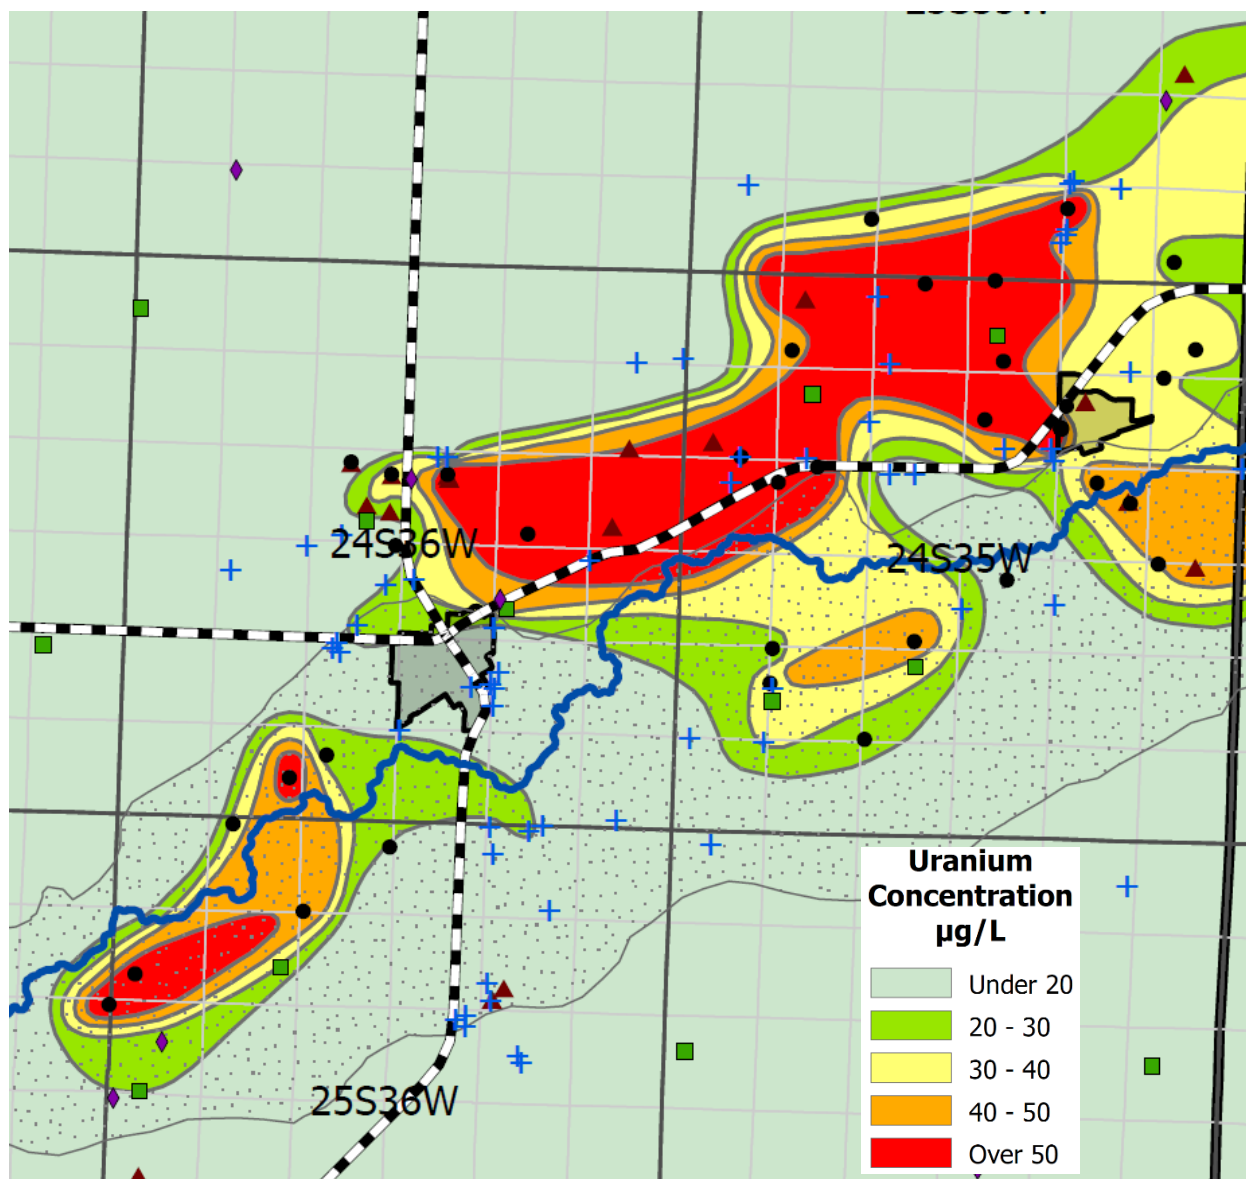 24S36W
24S35W
25S36W
Uranium
Concentration
µg/L
Under 20
20 - 30
30 - 40
40 - 50
Over 50